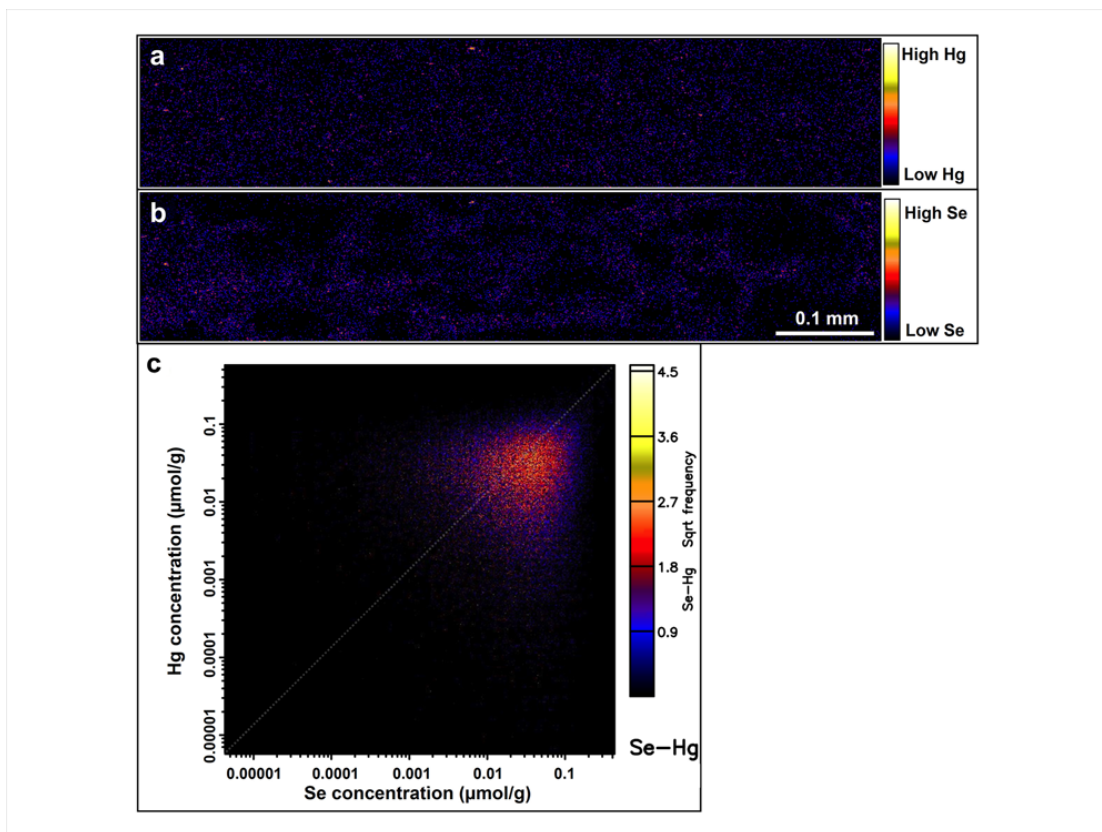 a
High Hg
Low Hg
b
High Se
0.1 mm
Low Se
c
4.5
3.6
2.7
1.8
0.9
Se-Hg Sqrt frequency
Hg concentration (µmol/g)
0.1
0.01
0.001
0.0001
0.00001
0.00001 0.0001 0.001 0.01 0.1
Se concentration (µmol/g)
Se-Hg